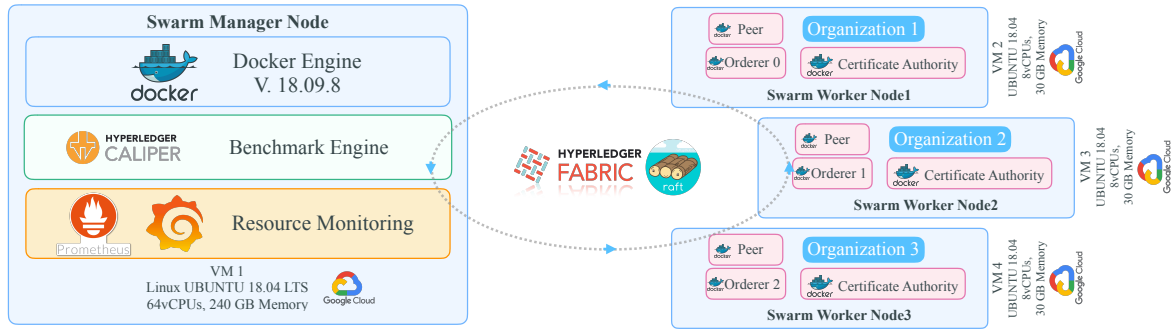 Swarm Manager Node
docker
Docker Engine
V. 18.09.8
HYPERLEDGER
CALIPER
Benchmark Engine
Prometheus
Resource Monitoring
VM 1
Linux UBUNTU 18.04 LTS
64vCPUs, 240 GB Memory
Google Cloud
HYPERLEDGER
FABRIC
raft
docker
Peer
Organization 1
docker
Orderer 0
docker
Certificate Authority
Swarm Worker Node1
VM 2
UBUNTU 18.04
8vCPUs,
30 GB Memory
Google Cloud
docker
Peer
Organization 2
docker
Orderer 1
docker
Certificate Authority
Swarm Worker Node2
VM 3
UBUNTU 18.04
8vCPUs,
30 GB Memory
Google Cloud
docker
Peer
Organization 3
docker
Orderer 2
docker
Certificate Authority
Swarm Worker Node3
VM 4
UBUNTU 18.04
8vCPUs,
30 GB Memory
Google Cloud